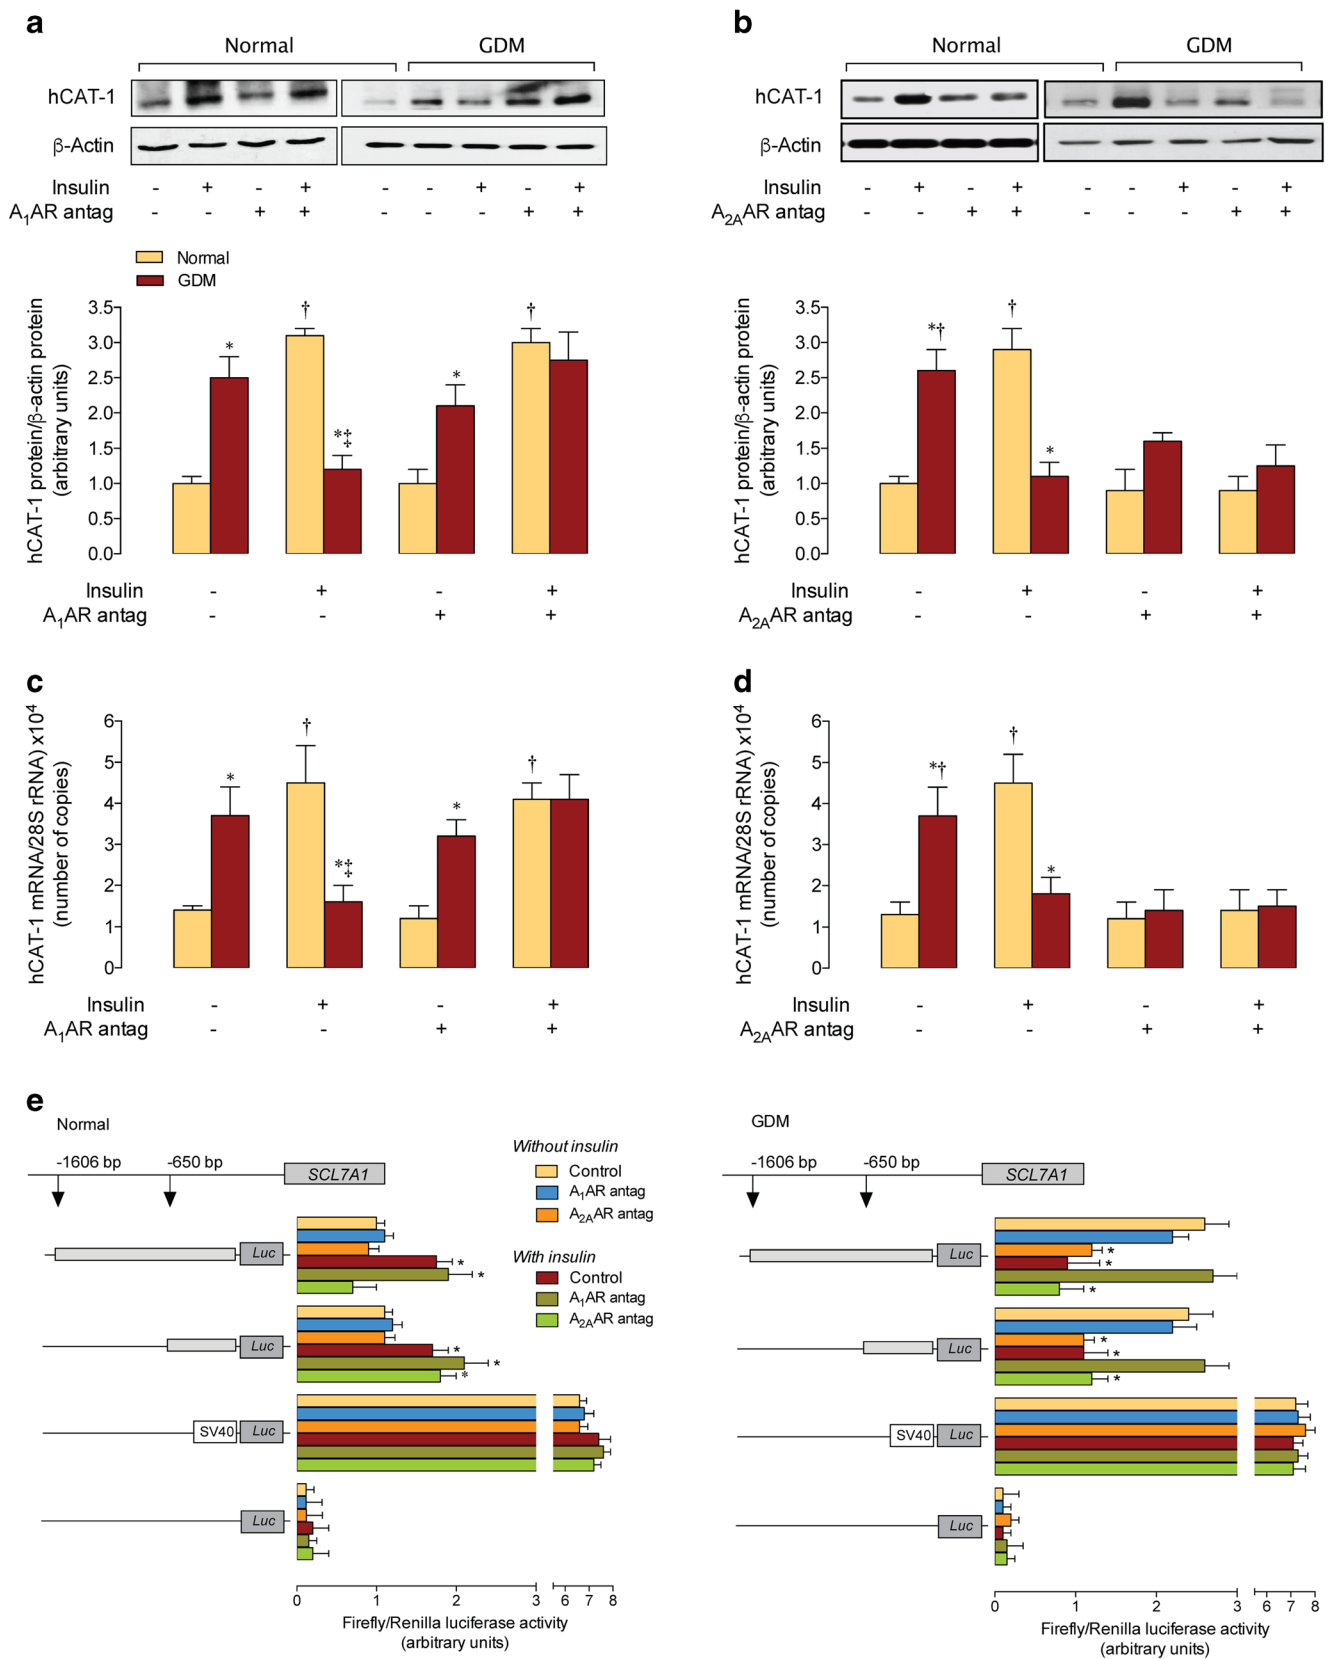 a
Normal GDM
hCAT-1
β-Actin
Insulin - + - + - - + - +
A1AR antag - - + + - - - + +
Normal
GDM
hCAT-1 protein/β-actin protein
(arbitrary units)
3.5
3.0
2.5
2.0
1.5
1.0
0.5
0.0
* † *‡ * †
Insulin - + - +
A1AR antag - - + +
b
Normal GDM
hCAT-1
β-Actin
Insulin - + - + - - + - +
A2AAR antag - - + + - - - + +
hCAT-1 protein/β-actin protein
(arbitrary units)
3.5
3.0
2.5
2.0
1.5
1.0
0.5
0.0
*† † *
Insulin - + - +
A2AAR antag - - + +
c
hCAT-1 mRNA/28S rRNA) x10⁴
(number of copies)
6
5
4
3
2
1
0
* † *‡ * †
Insulin - + - +
A1AR antag - - + +
d
hCAT-1 mRNA/28S rRNA) x10⁴
(number of copies)
6
5
4
3
2
1
0
*† † *
Insulin - + - +
A2AAR antag - - + +
e
Normal
-1606 bp -650 bp SCL7A1
Luc
*
*
Luc
*
*
*
SV40 Luc
Luc
0 1 2 3 6 7 8
Firefly/Renilla luciferase activity
(arbitrary units)
Without insulin
Control
A1AR antag
A2AAR antag
With insulin
Control
A1AR antag
A2AAR antag
GDM
-1606 bp -650 bp SCL7A1
Luc
*
*
*
Luc
*
*
*
SV40 Luc
Luc
0 1 2 3 6 7 8
Firefly/Renilla luciferase activity
(arbitrary units)